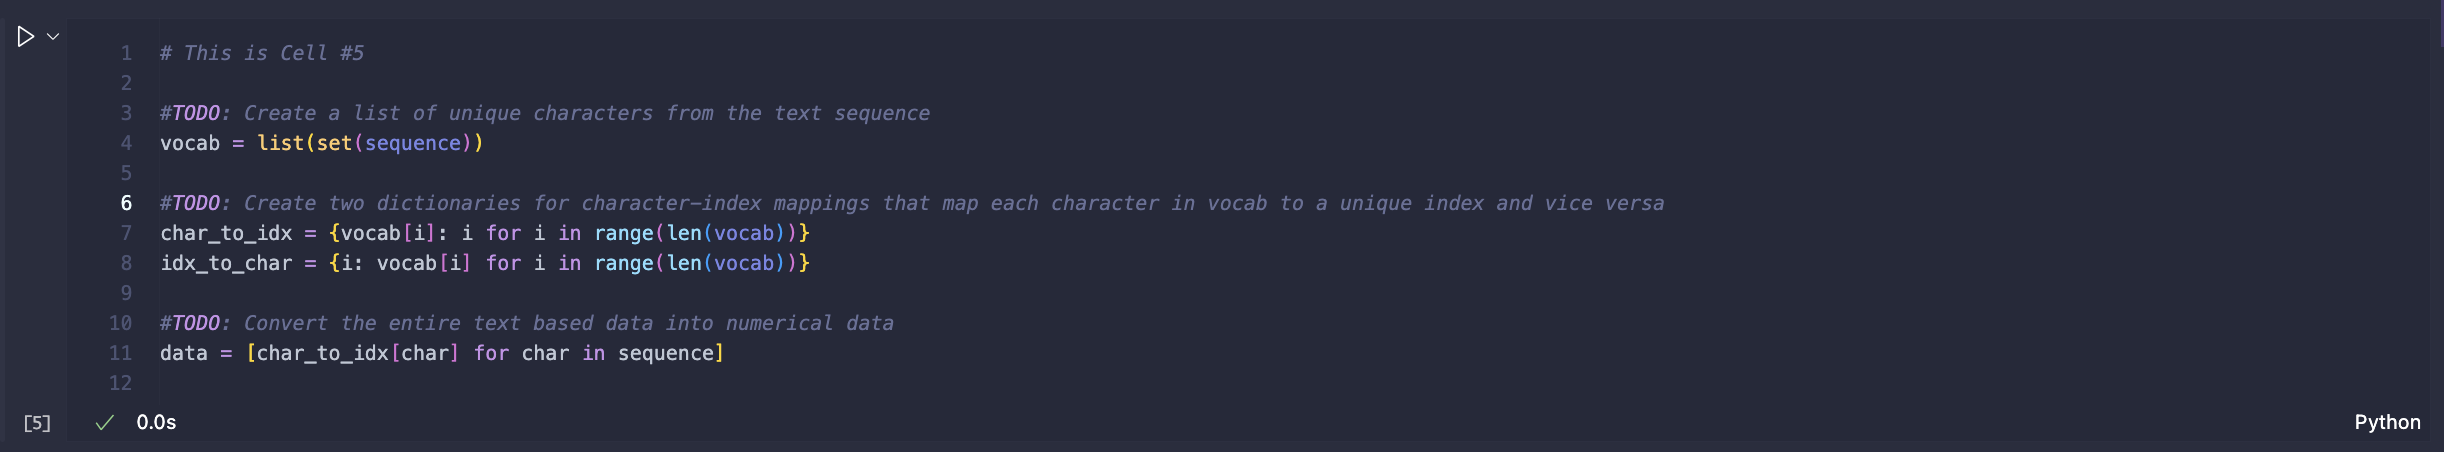 1 # This is Cell #5
2
3 #TODO: Create a list of unique characters from the text sequence
4 vocab = list(set(sequence))
5
6 #TODO: Create two dictionaries for character-index mappings that map each character in vocab to a unique index and vice versa
7 char_to_idx = {vocab[i]: i for i in range(len(vocab))}
8 idx_to_char = {i: vocab[i] for i in range(len(vocab))}
9
10 #TODO: Convert the entire text based data into numerical data
11 data = [char_to_idx[char] for char in sequence]
12
[5] ✓ 0.0s Python